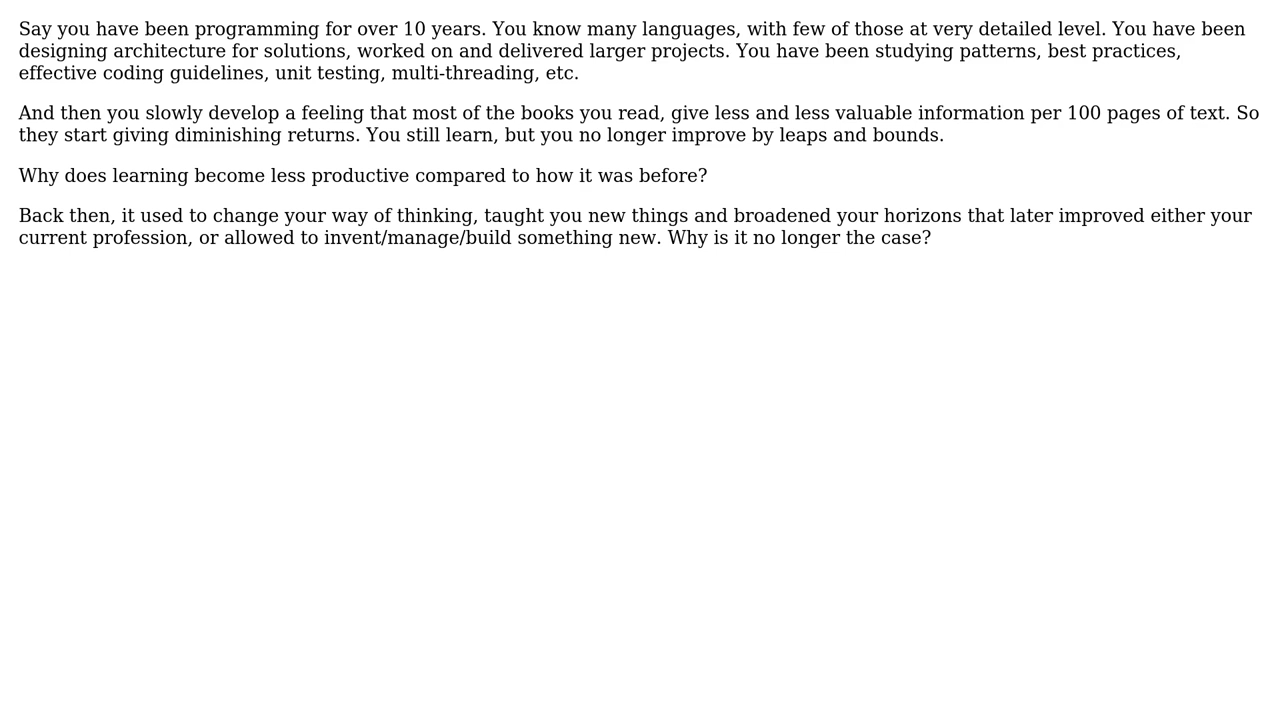 Say you have been programming for over 10 years. You know many languages, with few of those at very detailed level. You have been
designing architecture for solutions, worked on and delivered larger projects. You have been studying patterns, best practices,
effective coding guidelines, unit testing, multi-threading, etc.
And then you slowly develop a feeling that most of the books you read, give less and less valuable information per 100 pages of text. So
they start giving diminishing returns. You still learn, but you no longer improve by leaps and bounds.
Why does learning become less productive compared to how it was before?
Back then, it used to change your way of thinking, taught you new things and broadened your horizons that later improved either your
current profession, or allowed to invent/manage/build something new. Why is it no longer the case?